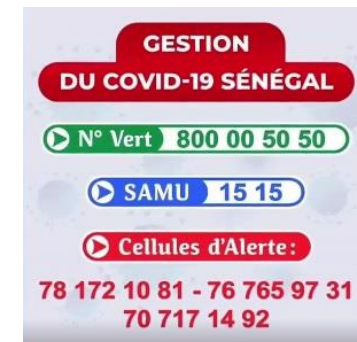 GESTION
DU COVID-19 SÉNÉGAL
N° Vert 800 00 50 50
SAMU 15 15
Cellules d'Alerte:
78 172 10 81 - 76 765 97 31
70 717 14 92